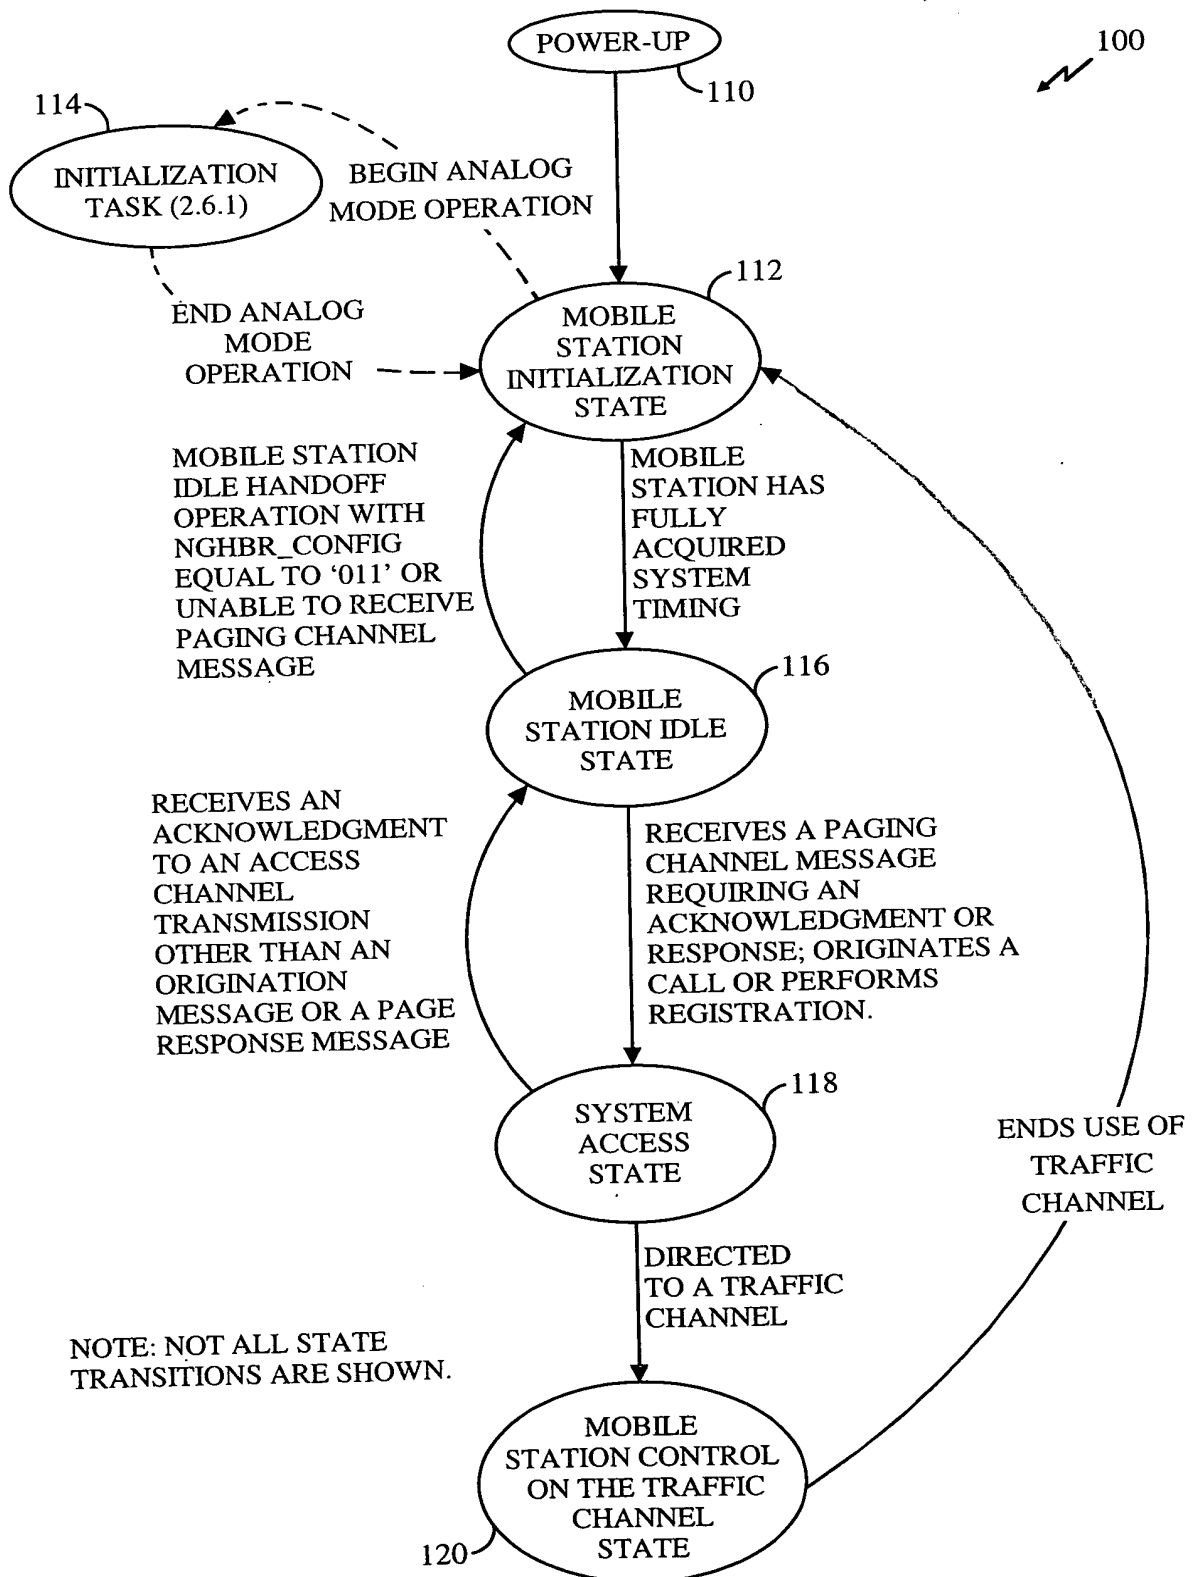 POWER-UP
110
100
114
INITIALIZATION
TASK (2.6.1)
BEGIN ANALOG
MODE OPERATION
END ANALOG
MODE
OPERATION
112
MOBILE
STATION
INITIALIZATION
STATE
MOBILE STATION
IDLE HANDOFF
OPERATION WITH
NGHBR_CONFIG
EQUAL TO ‘011’ OR
UNABLE TO RECEIVE
PAGING CHANNEL
MESSAGE
MOBILE
STATION HAS
FULLY
ACQUIRED
SYSTEM
TIMING
116
MOBILE
STATION IDLE
STATE
RECEIVES AN
ACKNOWLEDGMENT
TO AN ACCESS
CHANNEL
TRANSMISSION
OTHER THAN AN
ORIGINATION
MESSAGE OR A PAGE
RESPONSE MESSAGE
RECEIVES A PAGING
CHANNEL MESSAGE
REQUIRING AN
ACKNOWLEDGMENT OR
RESPONSE; ORIGINATES A
CALL OR PERFORMS
REGISTRATION.
118
SYSTEM
ACCESS
STATE
ENDS USE OF
TRAFFIC
CHANNEL
DIRECTED
TO A TRAFFIC
CHANNEL
NOTE: NOT ALL STATE
TRANSITIONS ARE SHOWN.
MOBILE
STATION CONTROL
ON THE TRAFFIC
CHANNEL
STATE
120